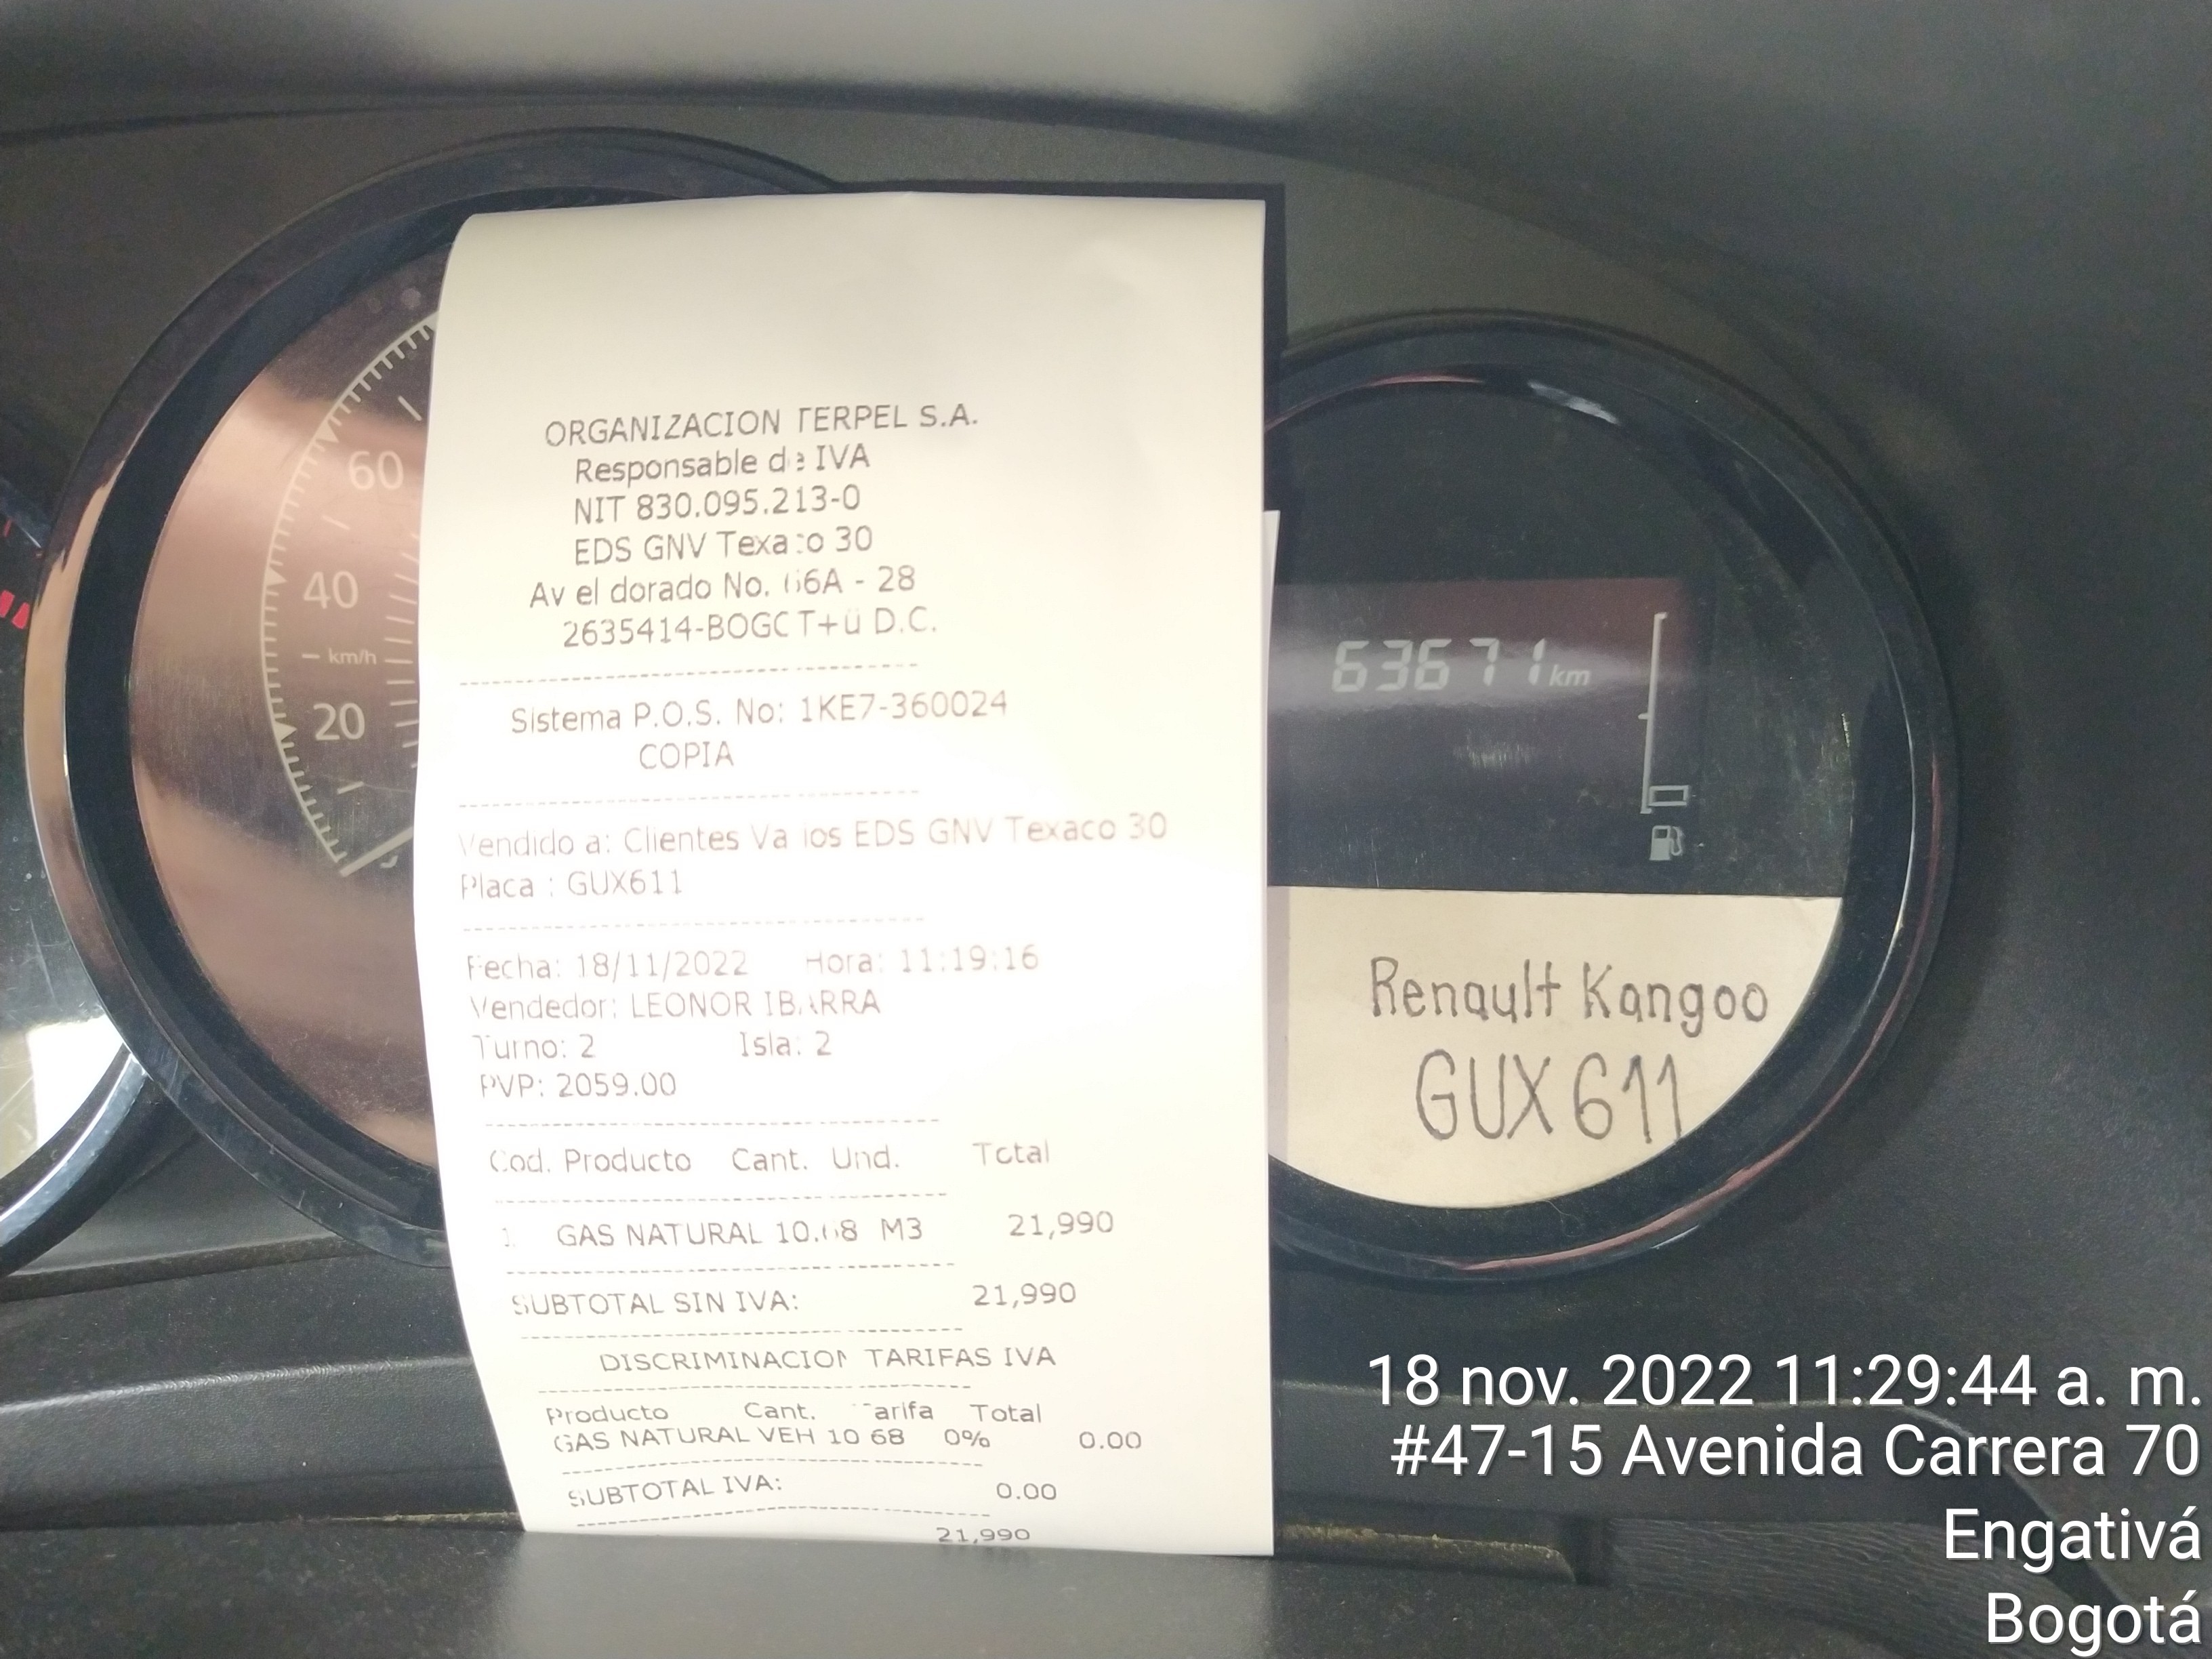 ORGANIZACION TERPEL S.A.
Responsable de IVA
NIT 830.095.213-0
EDS GNV Texaco 30
Av el dorado No. 66A - 28
2635414-BOGOT+ü D.C.
Sistema P.O.S. No: 1KE7-360024
COPIA
Vendido a: Clientes Varios EDS GNV Texaco 30
Placa : GUX611
Fecha: 18/11/2022 Hora: 11:19:16
Vendedor: LEONOR IBARRA
Turno: 2 Isla: 2
PVP: 2059.00
Cod. Producto Cant. Und. Total
1 GAS NATURAL 10.68 M3 21,990
SUBTOTAL SIN IVA: 21,990
DISCRIMINACION TARIFAS IVA
Producto Cant. Tarifa Total
GAS NATURAL VEH 10.68 0% 0.00
SUBTOTAL IVA: 0.00
21,990
60
40
km/h
20
63671 km
Renault Kangoo
GUX611
18 nov. 2022 11:29:44 a. m.
#47-15 Avenida Carrera 70
Engativá
Bogotá